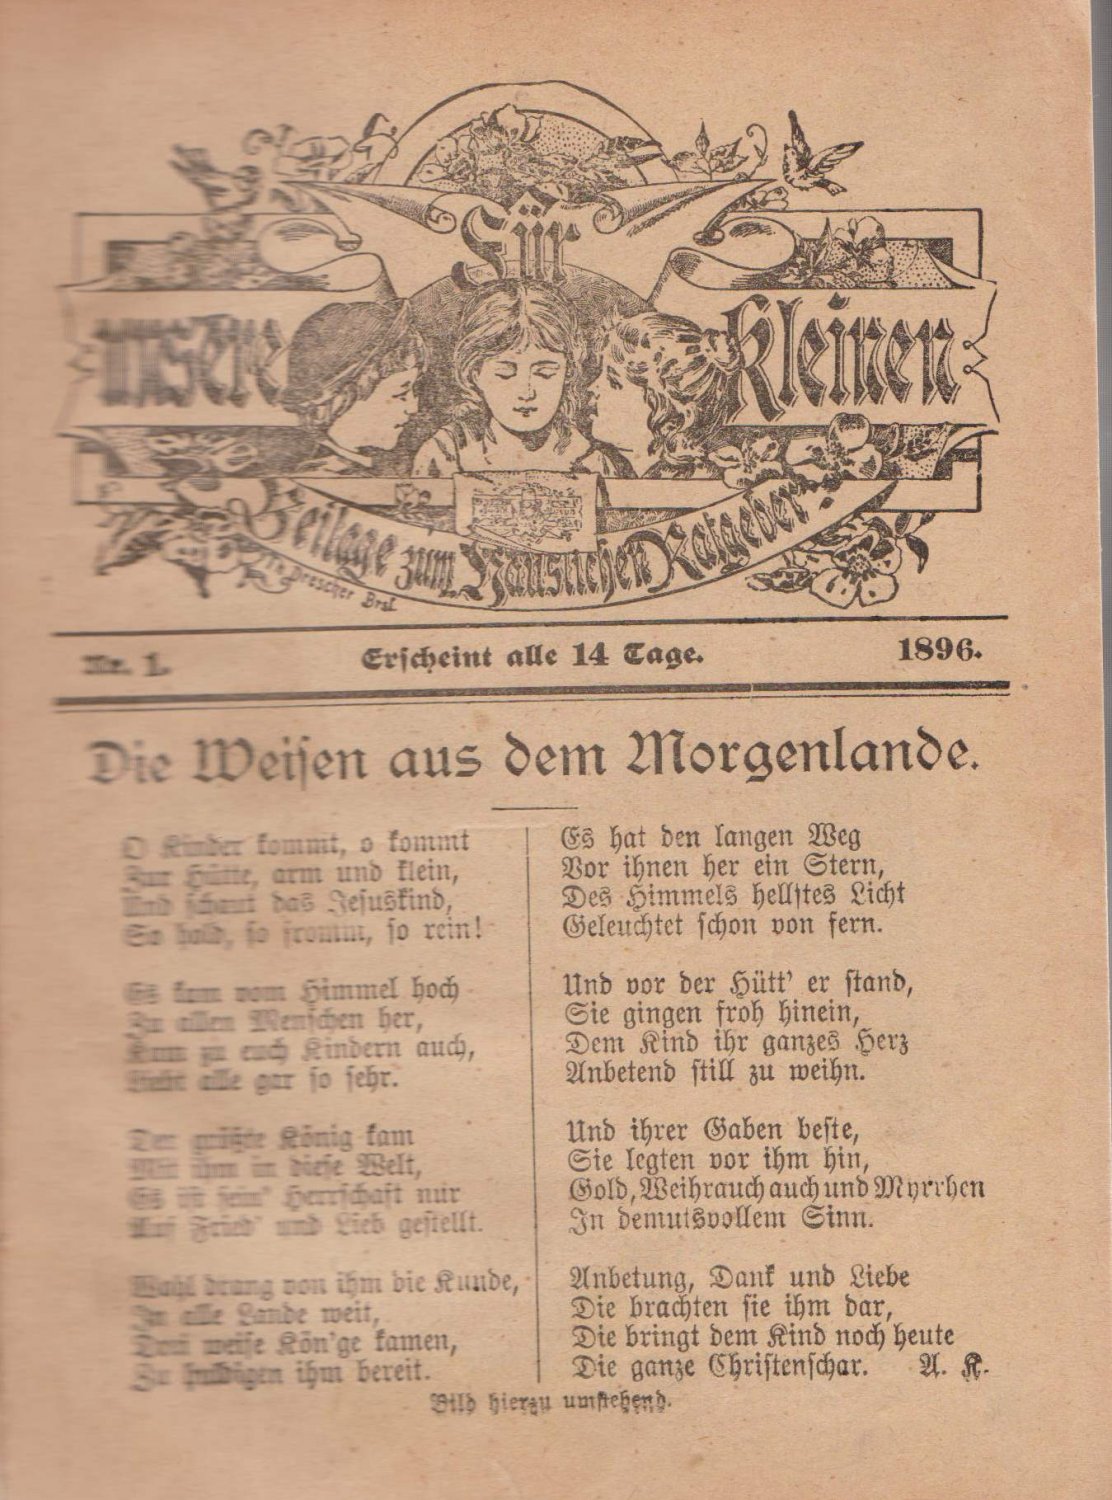 Für
unsere Kleinen
Beilage zum Häuslichen Ratgeber.
Th. Drescher Brsl.
Nr. 1. Erscheint alle 14 Tage. 1896.
Die Weisen aus dem Morgenlande.
O Kinder kommt, o kommt
Zur Hütte, arm und klein,
Und schaut das Jesuskind,
So hold, so fromm, so rein!
Es kam vom Himmel hoch
Zu allen Menschen her,
Kam zu euch Kindern auch,
Liebt alle gar so sehr.
Der größte König kam
Mit ihm in diese Welt,
Es ist sein' Herrschaft nur
Auf Fried' und Lieb gestellt.
Wohl drang von ihm die Kunde,
In alle Lande weit,
Drei weise Kön'ge kamen,
Zu huldigen ihm bereit.
Es hat den langen Weg
Vor ihnen her ein Stern,
Des Himmels hellstes Licht
Geleuchtet schon von fern.
Und vor der Hütt' er stand,
Sie gingen froh hinein,
Dem Kind ihr ganzes Herz
Anbetend still zu weihn.
Und ihrer Gaben beste,
Sie legten vor ihm hin,
Gold, Weihrauch auch und Myrrhen
In demutsvollem Sinn.
Anbetung, Dank und Liebe
Die brachten sie ihm dar,
Die bringt dem Kind noch heute
Die ganze Christenschar. A. K.
Bild hierzu umstehend.